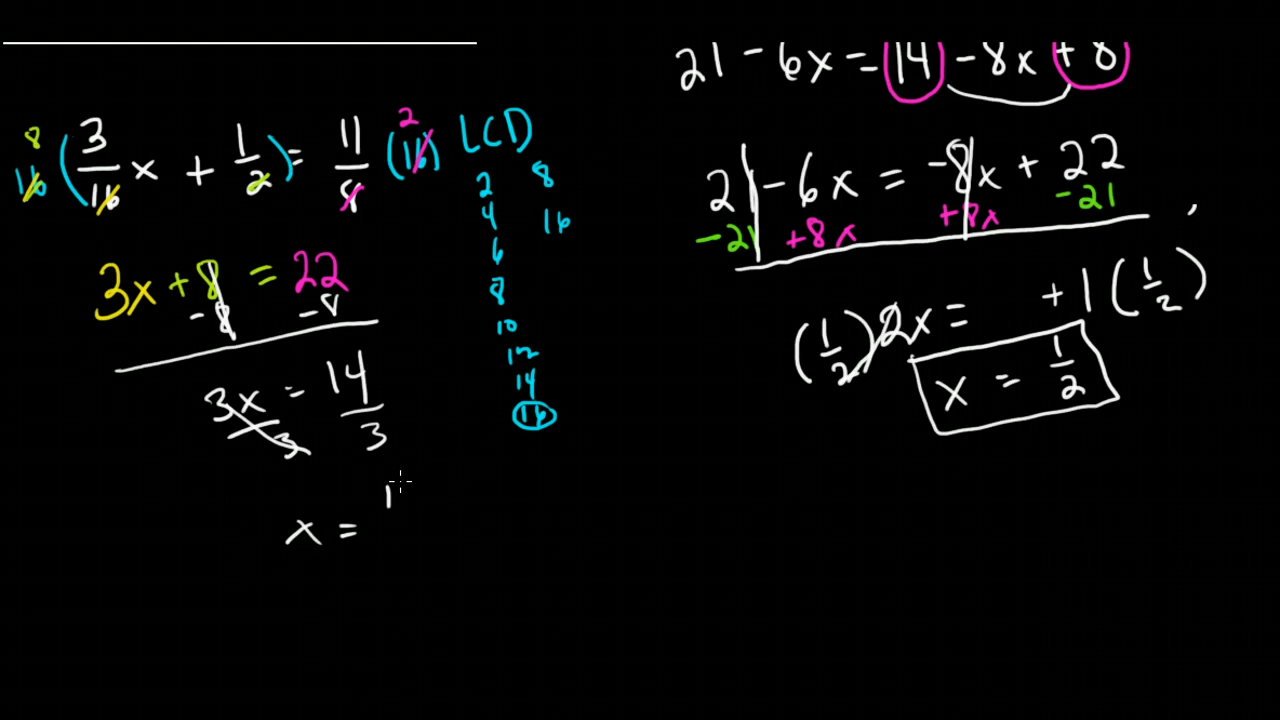 8 2
16 ( 3/16 x + 1/2 ) = 11/8 (16)
3x + 8 = 22
- 8 - 8
3x = 14
3 3
x = 1
LCD
2 8
4 16
6
8
10
12
14
16
21 - 6x = 14 - 8x + 8
21 - 6x = -8x + 22
-21 +8x +8x -21
(1/2) 2x = +1 (1/2)
x = 1/2